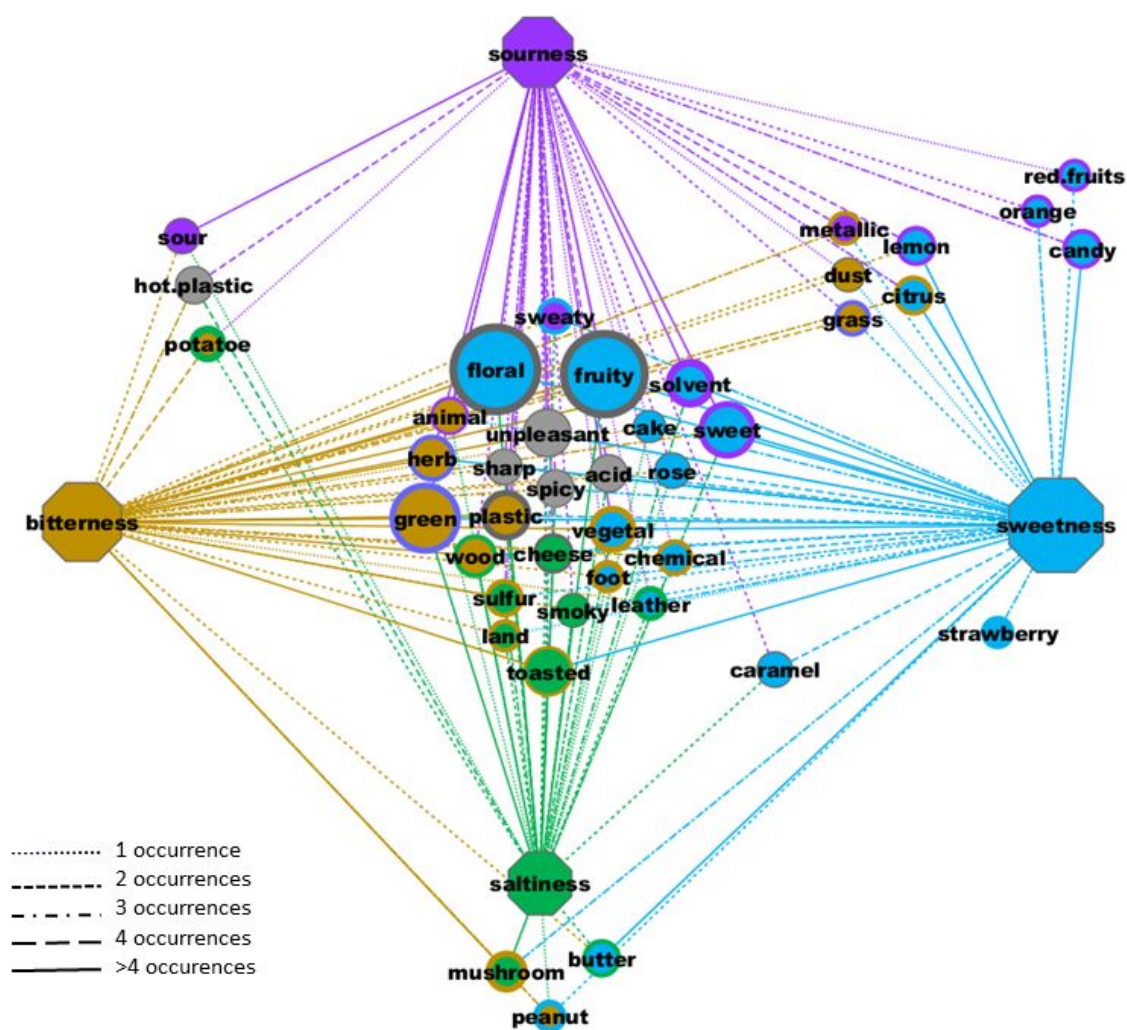 sourness
red.fruits
orange
metallic
lemon
candy
sour
dust
hot.plastic
citrus
sweaty
grass
potatoe
floral
fruity
solvent
animal
cake
unpleasant
sweet
herb
sharp
acid
rose
spicy
bitterness
green
plastic
vegetal
sweetness
wood
cheese
chemical
foot
sulfur
smoky
leather
land
strawberry
toasted
caramel
1 occurrence
2 occurrences
saltiness
3 occurrences
4 occurrences
>4 occurences
mushroom
butter
peanut